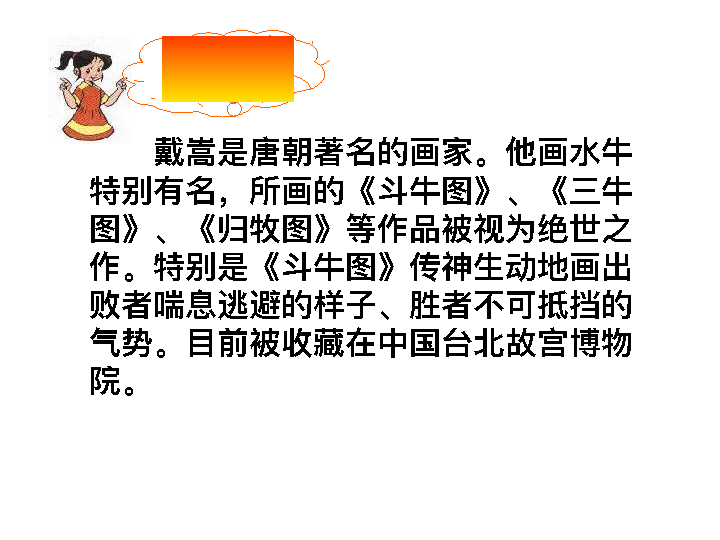 戴嵩是唐朝著名的画家。他画水牛
特别有名，所画的《斗牛图》、《三牛
图》、《归牧图》等作品被视为绝世之
作。特别是《斗牛图》传神生动地画出
败者喘息逃避的样子、胜者不可抵挡的
气势。目前被收藏在中国台北故宫博物
院。